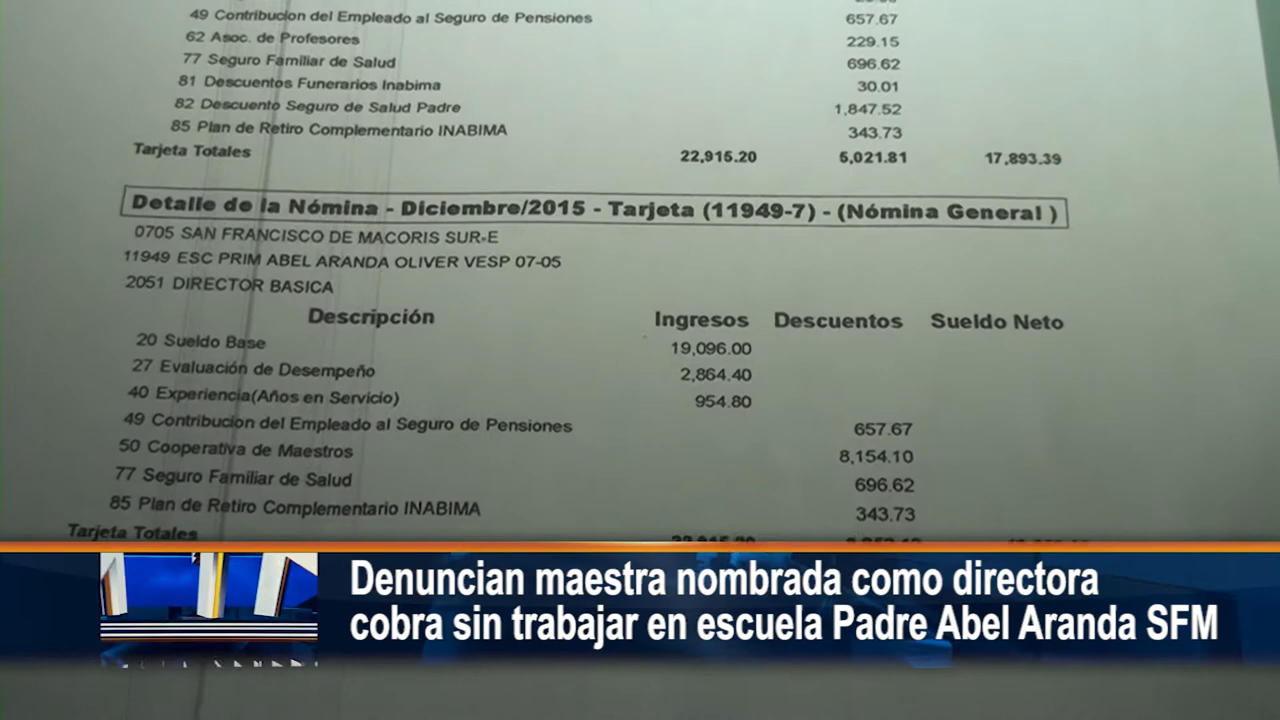 49 Contribucion del Empleado al Seguro de Pensiones 657.67
62 Asoc. de Profesores 229.15
77 Seguro Familiar de Salud 696.62
81 Descuentos Funerarios Inabima 30.01
82 Descuento Seguro de Salud Padre 1,847.52
85 Plan de Retiro Complementario INABIMA 343.73
Tarjeta Totales 22,915.20 5,021.81 17,893.39
Detalle de la Nómina - Diciembre/2015 - Tarjeta (11949-7) - (Nómina General )
0705 SAN FRANCISCO DE MACORIS SUR-E
11949 ESC PRIM ABEL ARANDA OLIVER VESP 07-05
2051 DIRECTOR BASICA
Descripción Ingresos Descuentos Sueldo Neto
20 Sueldo Base 19,096.00
27 Evaluación de Desempeño 2,864.40
40 Experiencia(Años en Servicio) 954.80
49 Contribucion del Empleado al Seguro de Pensiones 657.67
50 Cooperativa de Maestros 8,154.10
77 Seguro Familiar de Salud 696.62
85 Plan de Retiro Complementario INABIMA 343.73
Tarjeta Totales
Denuncian maestra nombrada como directora
cobra sin trabajar en escuela Padre Abel Aranda SFM